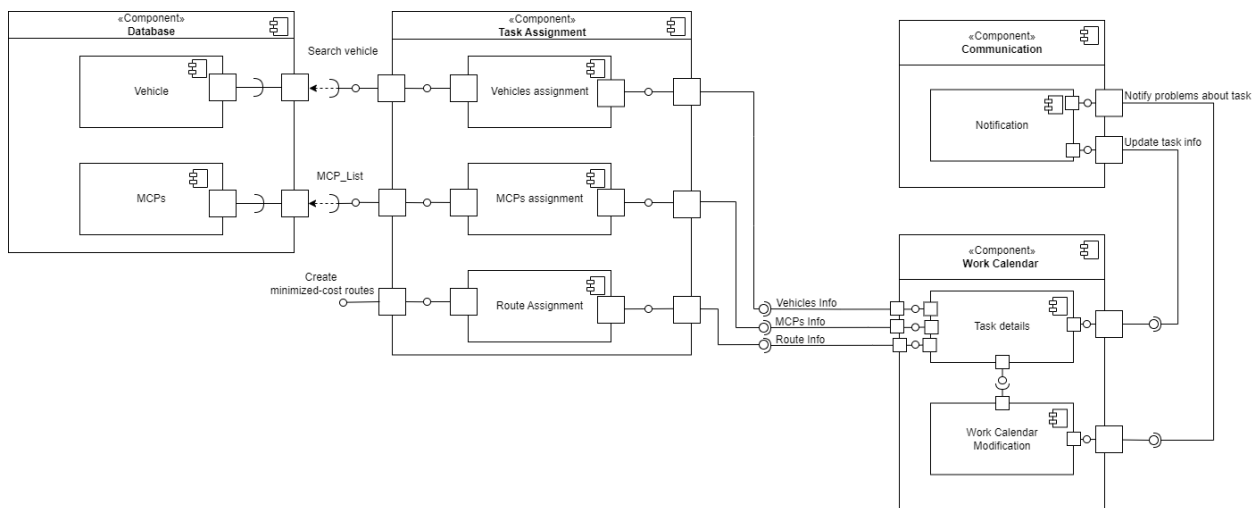 «Component»
Database
Vehicle
MCPs
Search vehicle
MCP_List
Create
minimized-cost routes
«Component»
Task Assignment
Vehicles assignment
MCPs assignment
Route Assignment
Vehicles Info
MCPs Info
Route Info
«Component»
Communication
Notification
Notify problems about task
Update task info
«Component»
Work Calendar
Task details
Work Calendar
Modification